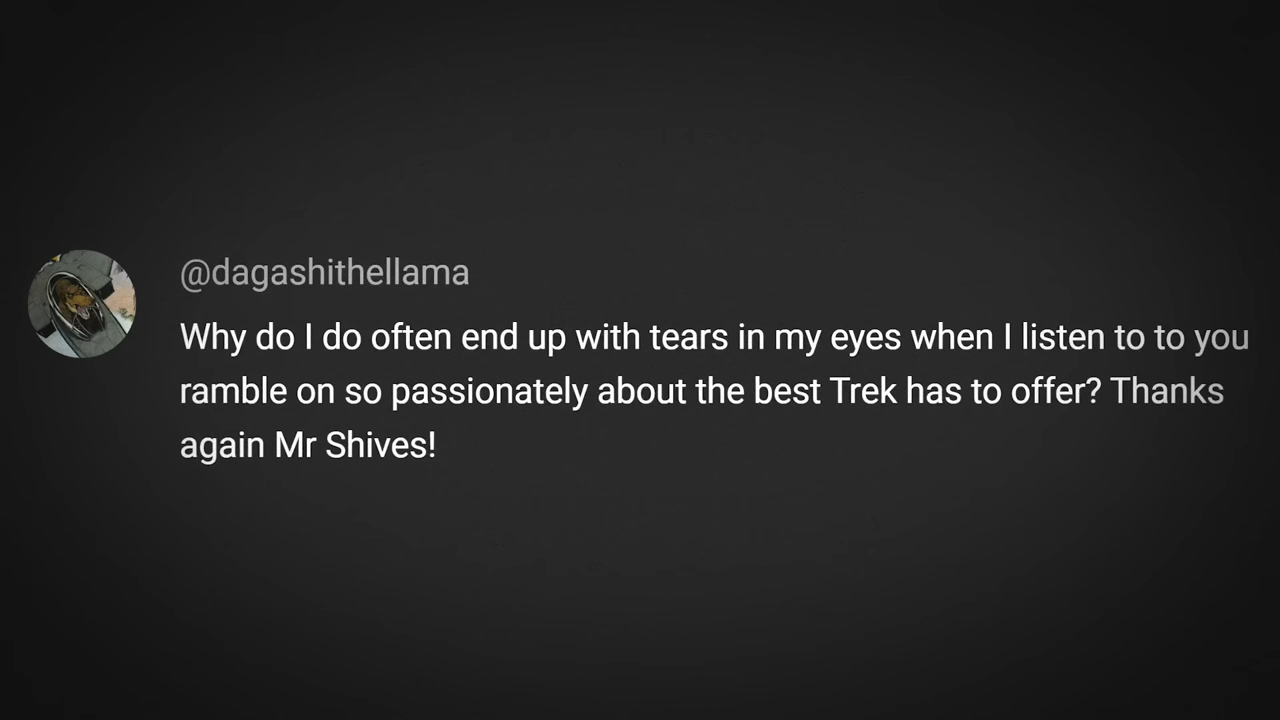 @dagashithellama
Why do I do often end up with tears in my eyes when I listen to to you
ramble on so passionately about the best Trek has to offer? Thanks
again Mr Shives!